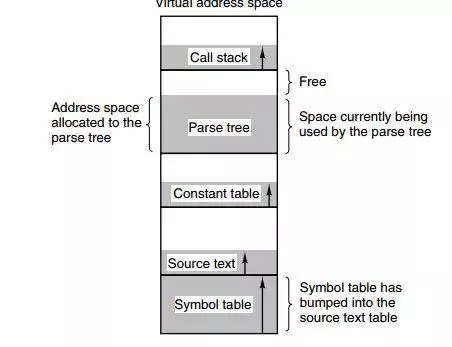 Virtual address space
Call stack
Free
Address space
allocated to the
parse tree
Parse tree
Space currently being
used by the parse tree
Constant table
Source text
Symbol table
Symbol table has
bumped into the
source text table